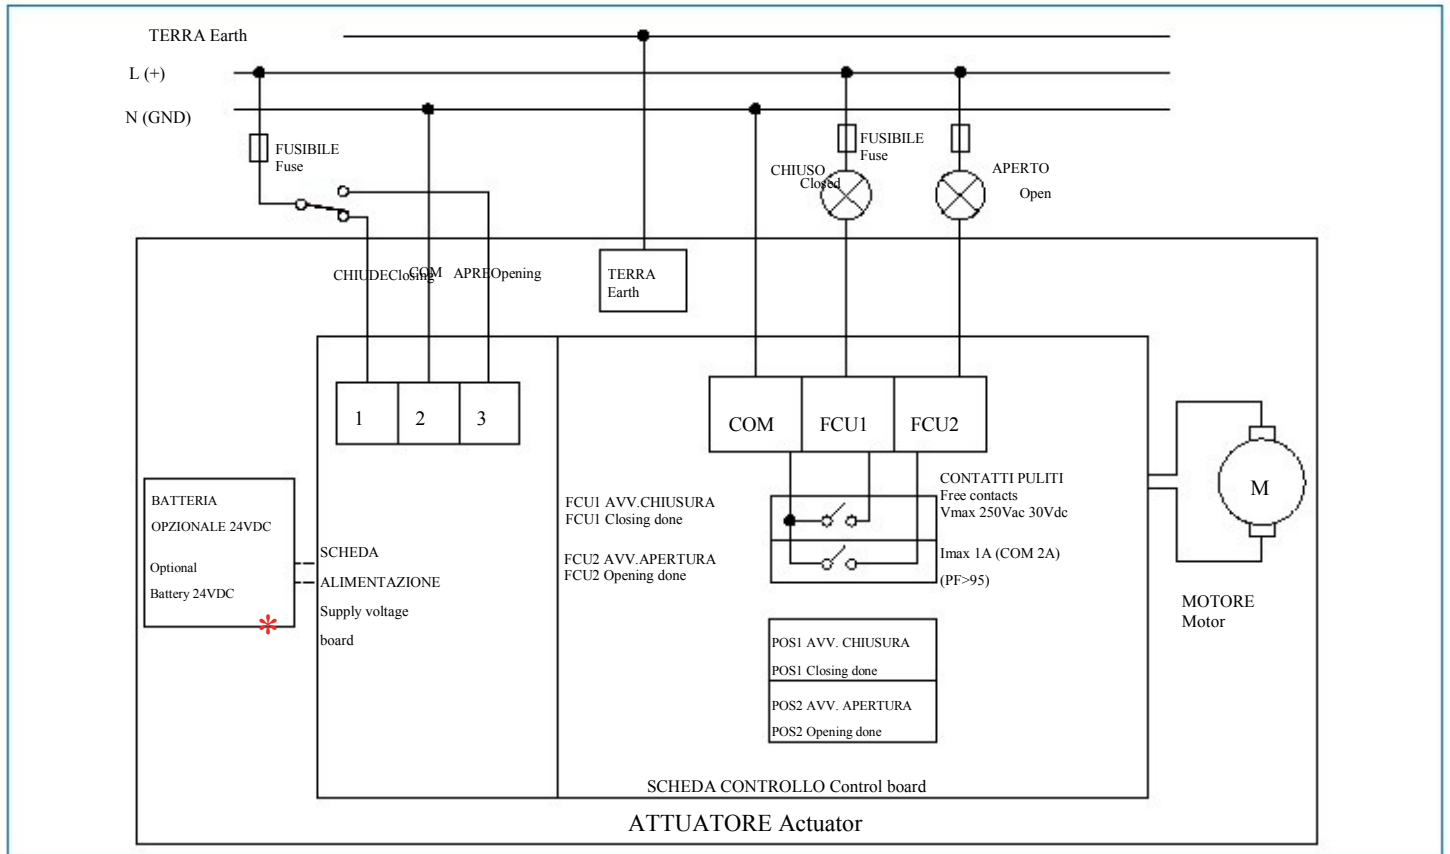 TERRA Earth
L (+)
N (GND)
FUSIBILE
Fuse
FUSIBILE
Fuse
CHIUSO
Closed
APERTO
Open
CHIUDEClosing
COM
APREOpening
TERRA
Earth
1
2
3
COM
FCU1
FCU2
CONTATTI PULITI
Free contacts
Vmax 250Vac 30Vdc
Imax 1A (COM 2A)
(PF>95)
FCU1 AVV.CHIUSURA
FCU1 Closing done
FCU2 AVV.APERTURA
FCU2 Opening done
M
MOTORE
Motor
BATTERIA
OPZIONALE 24VDC
Optional
Battery 24VDC
*
SCHEDA
ALIMENTAZIONE
Supply voltage
board
POS1 AVV. CHIUSURA
POS1 Closing done
POS2 AVV. APERTURA
POS2 Opening done
SCHEDA CONTROLLO Control board
ATTUATORE Actuator